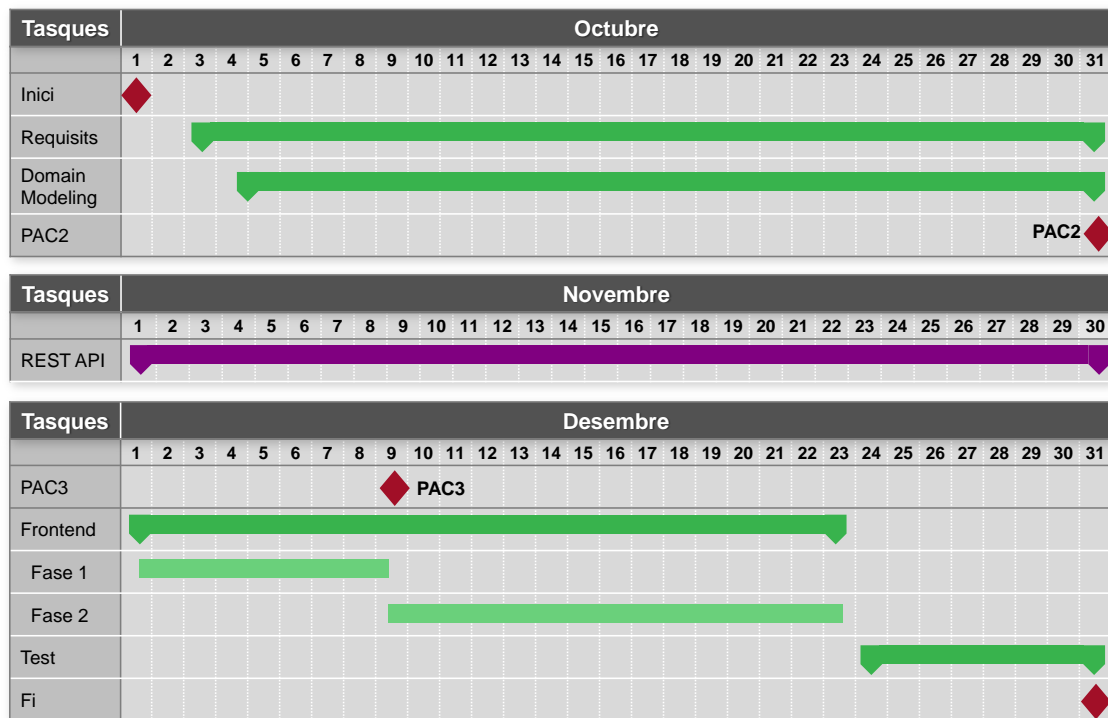 Tasques Octubre
1 2 3 4 5 6 7 8 9 10 11 12 13 14 15 16 17 18 19 20 21 22 23 24 25 26 27 28 29 30 31
Inici
Requisits
Domain
Modeling
PAC2 PAC2
Tasques Novembre
1 2 3 4 5 6 7 8 9 10 11 12 13 14 15 16 17 18 19 20 21 22 23 24 25 26 27 28 29 30
REST API
Tasques Desembre
1 2 3 4 5 6 7 8 9 10 11 12 13 14 15 16 17 18 19 20 21 22 23 24 25 26 27 28 29 30 31
PAC3 PAC3
Frontend
Fase 1
Fase 2
Test
Fi